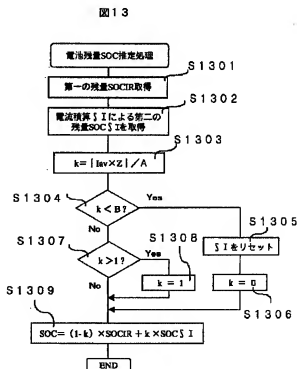 図13
電池残量SOC推定処理
S1301
第一の残量SOCIR取得
S1302
電流積算∫Iによる第二の
残量SOC∫Iを取得
S1303
k=|Iav×Z|/A
S1304
k<B?
Yes
No
S1305
∫Iをリセット
S1307
k>1?
Yes
No
S1308
k = 1
k = 0
S1306
S1309
SOC= (1-k) ×SOCIR + k ×SOC∫I
END